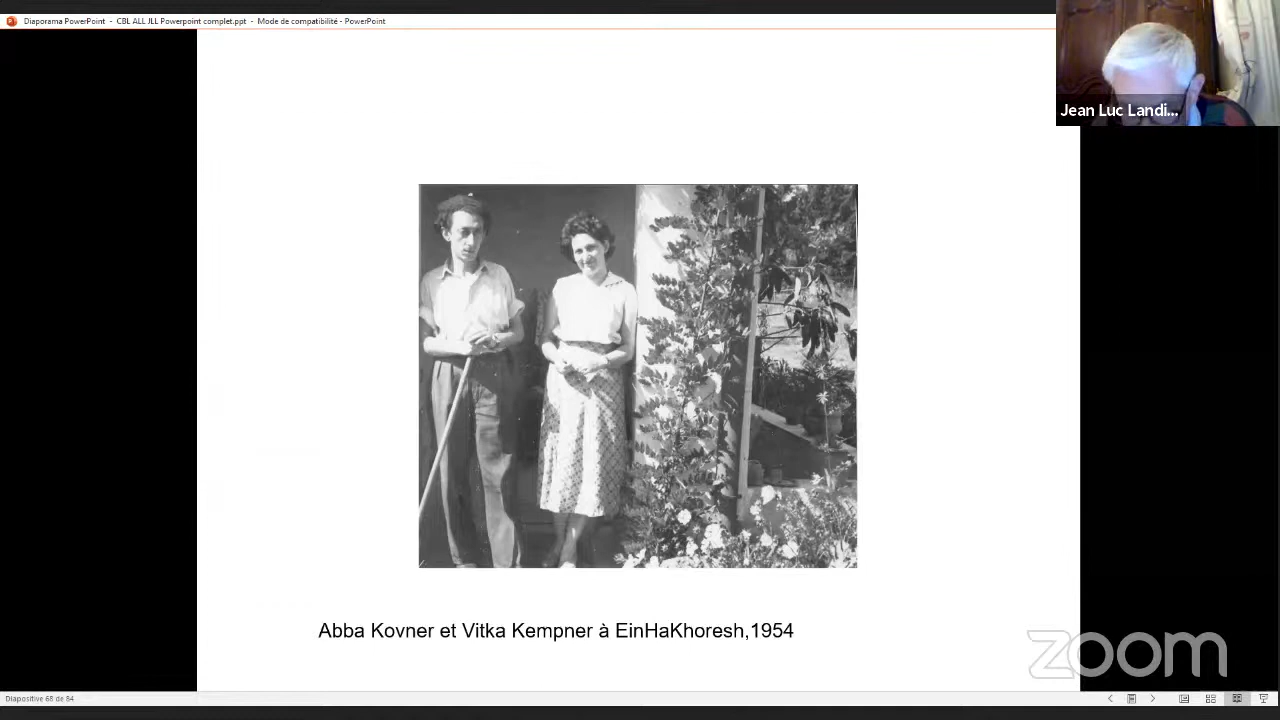 Diaporama PowerPoint - CBL ALL JLL Powerpoint complet.ppt - Mode de compatibilité - PowerPoint
Jean Luc Landi...
Abba Kovner et Vitka Kempner à EinHaKhoresh,1954
zoom
Diapositive 68 de 84